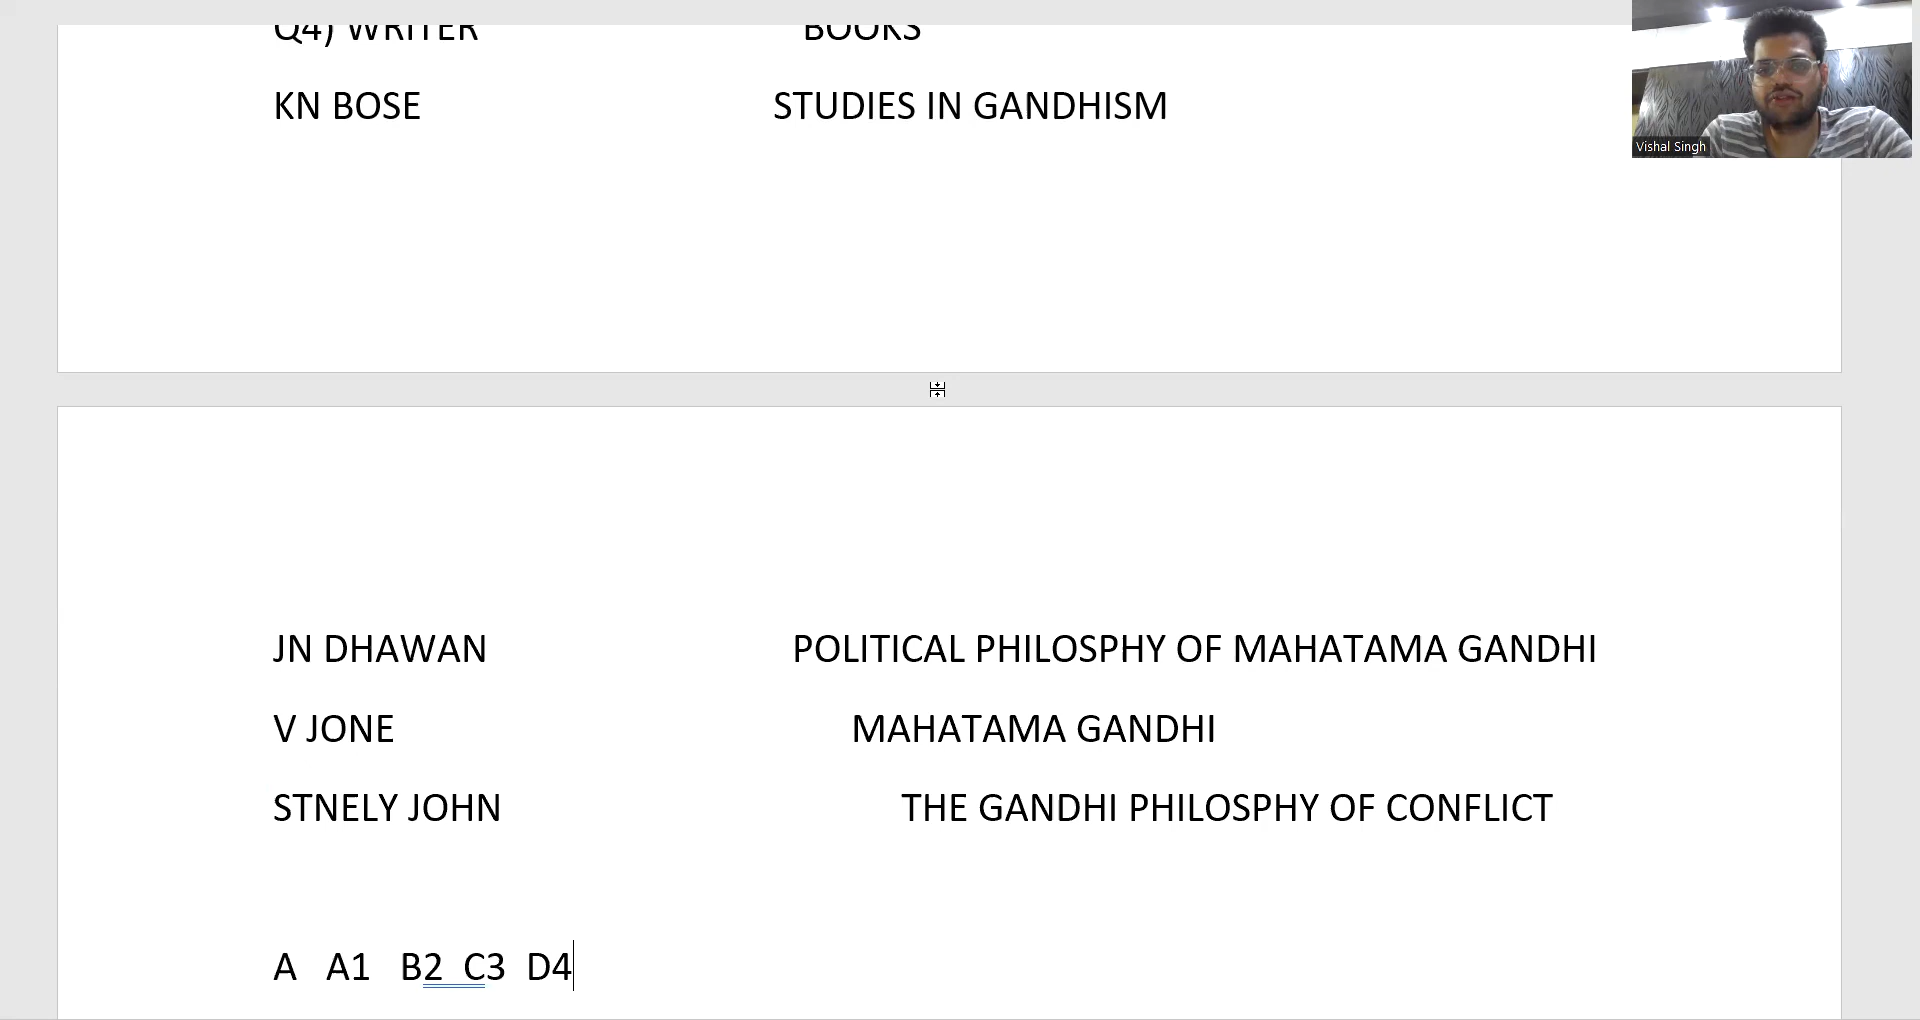 Q4) WRITER BOOKS
KN BOSE STUDIES IN GANDHISM
Vishal Singh
JN DHAWAN POLITICAL PHILOSPHY OF MAHATAMA GANDHI
V JONE MAHATAMA GANDHI
STNELY JOHN THE GANDHI PHILOSPHY OF CONFLICT
A A1 B2 C3 D4